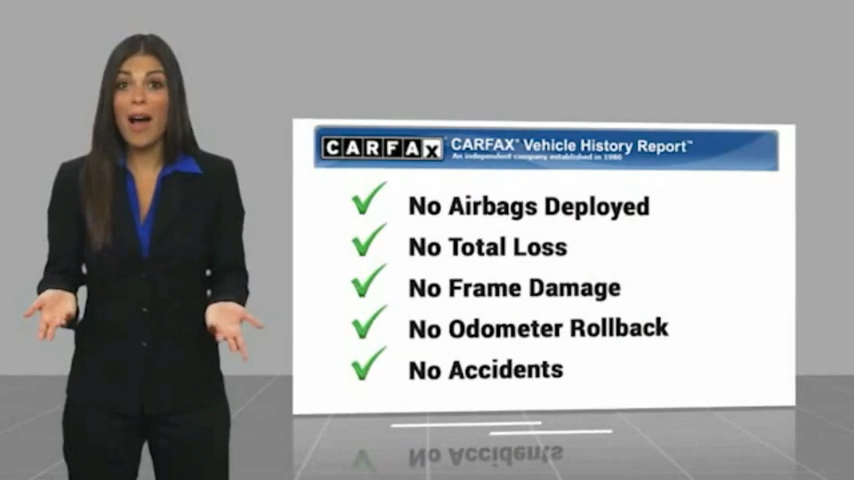 CARFAX CARFAX® Vehicle History Report™
An independent company established in 1986
No Airbags Deployed
No Total Loss
No Frame Damage
No Odometer Rollback
No Accidents
No Accidents